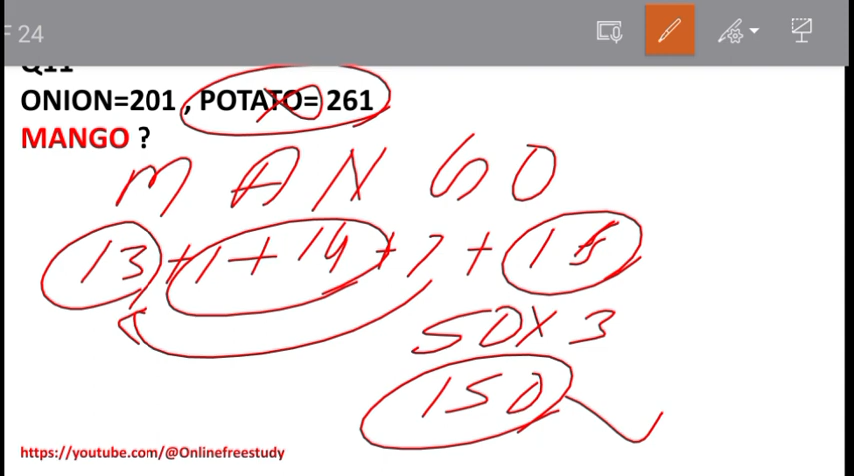 F 24
Q11
ONION=201 , POTATO= 261
MANGO ?
M A N G O
13 + 1 + 14 + 7 + 15
50 X 3
150
https://youtube.com/@Onlinefreestudy